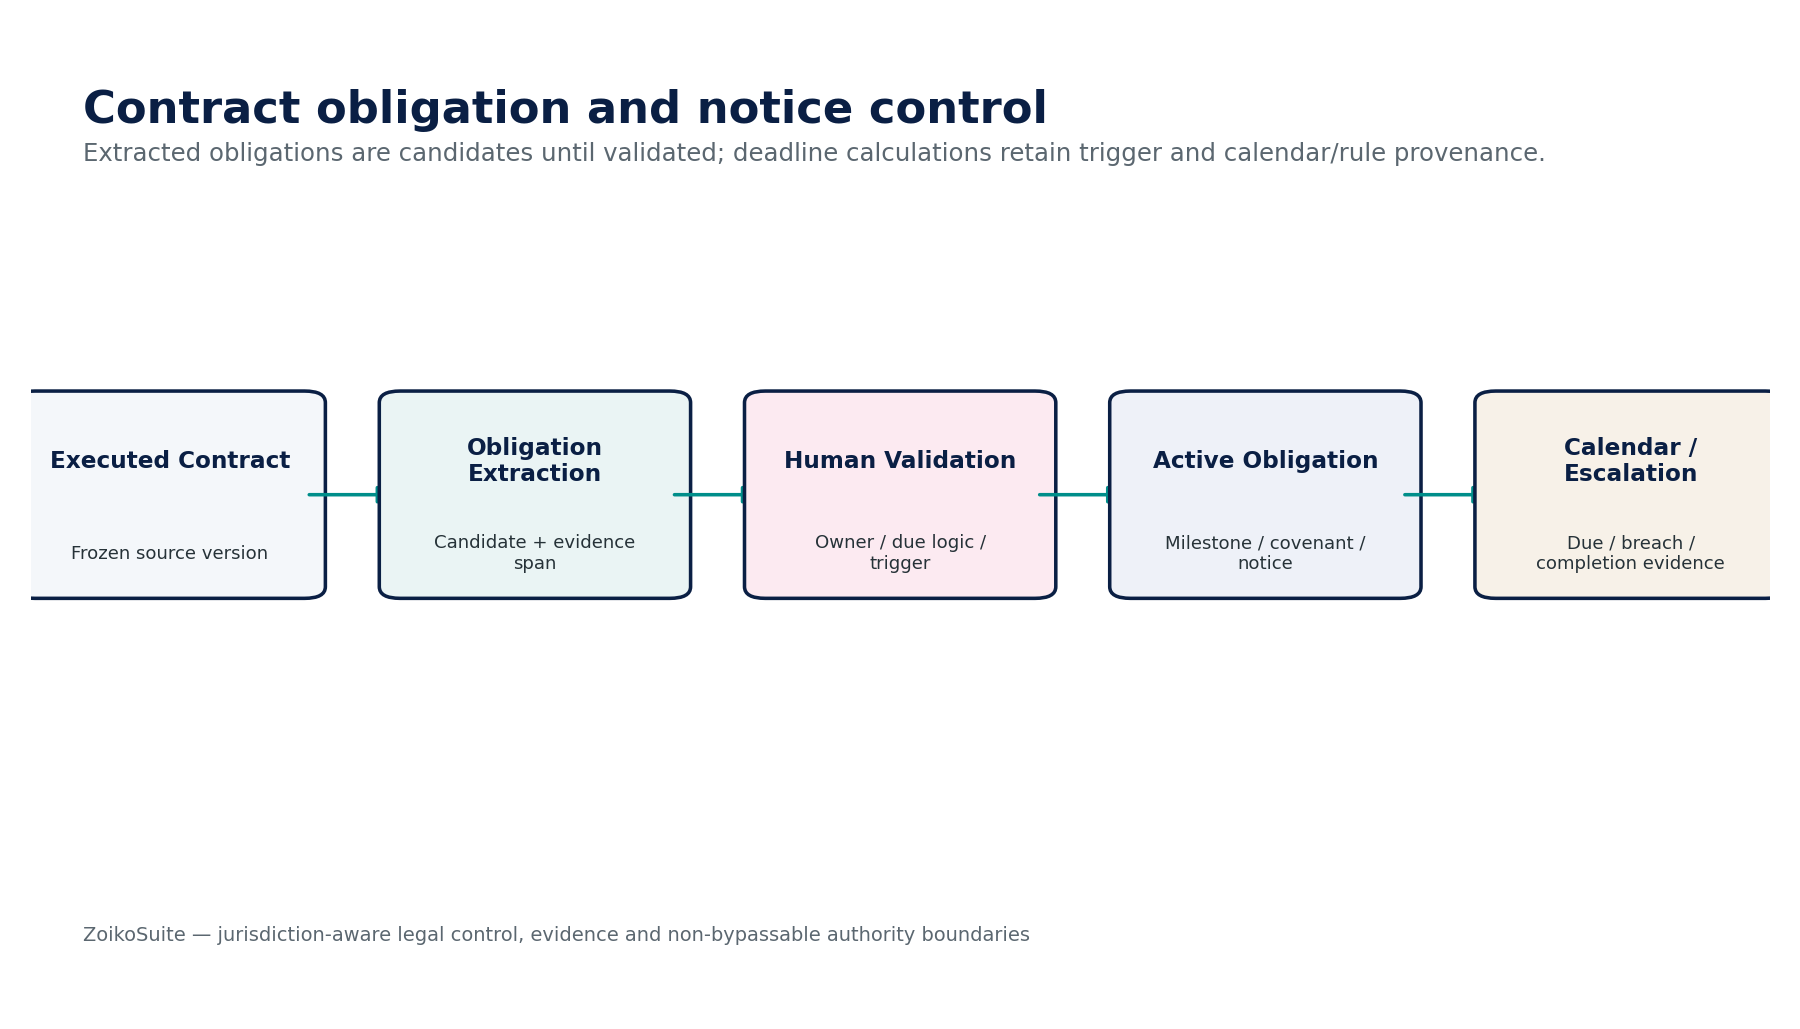 Contract obligation and notice control
Extracted obligations are candidates until validated; deadline calculations retain trigger and calendar/rule provenance.
Executed Contract
Frozen source version
Obligation
Extraction
Candidate + evidence
span
Human Validation
Owner / due logic /
trigger
Active Obligation
Milestone / covenant /
notice
Calendar /
Escalation
Due / breach /
completion evidence
ZoikoSuite — jurisdiction-aware legal control, evidence and non-bypassable authority boundaries